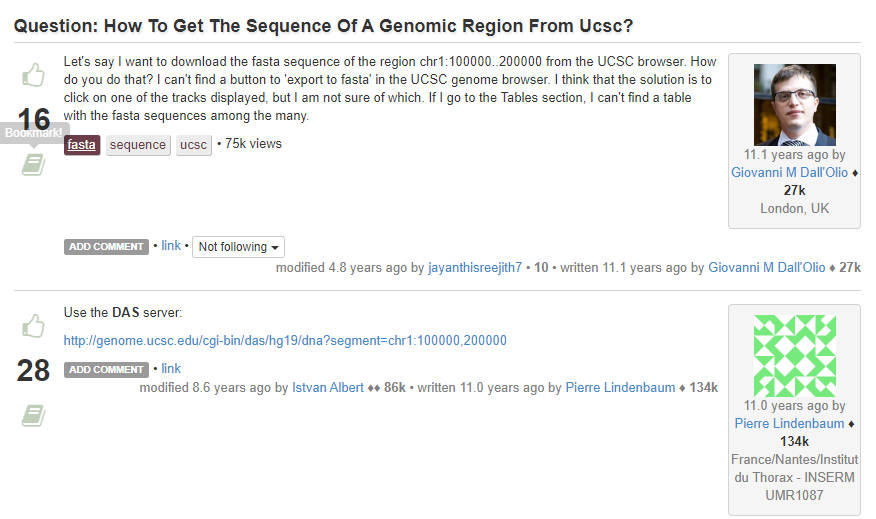 Question: How To Get The Sequence Of A Genomic Region From Ucsc?
Let's say I want to download the fasta sequence of the region chr1:100000..200000 from the UCSC browser. How
do you do that? I can't find a button to 'export to fasta' in the UCSC genome browser. I think that the solution is to
click on one of the tracks displayed, but I am not sure of which. If I go to the Tables section, I can't find a table
with the fasta sequences among the many.
16
Bookmark!
fasta sequence ucsc • 75k views
11.1 years ago by
Giovanni M Dall'Olio ♦
27k
London, UK
ADD COMMENT • link • Not following
modified 4.8 years ago by jayanthisreejith7 • 10 • written 11.1 years ago by Giovanni M Dall'Olio ♦ 27k
Use the DAS server:
http://genome.ucsc.edu/cgi-bin/das/hg19/dna?segment=chr1:100000,200000
28
ADD COMMENT • link
modified 8.6 years ago by Istvan Albert ♦♦ 86k • written 11.0 years ago by Pierre Lindenbaum ♦ 134k
11.0 years ago by
Pierre Lindenbaum ♦
134k
France/Nantes/Institut
du Thorax - INSERM
UMR1087